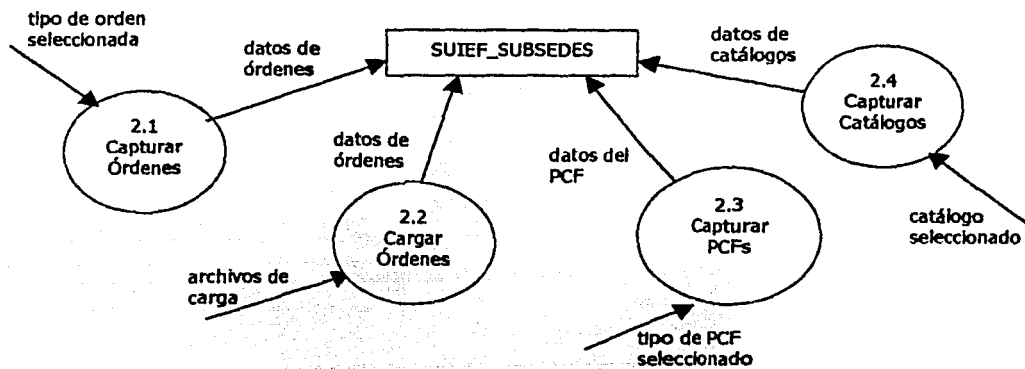 tipo de orden
seleccionada
datos de
órdenes
SUIEF_SUBSEDES
datos de
catálogos
2.1
Capturar
Órdenes
2.4
Capturar
Catálogos
datos de
órdenes
datos del
PCF
2.2
Cargar
Órdenes
2.3
Capturar
PCFs
catálogo
seleccionado
archivos de
carga
tipo de PCF
seleccionado